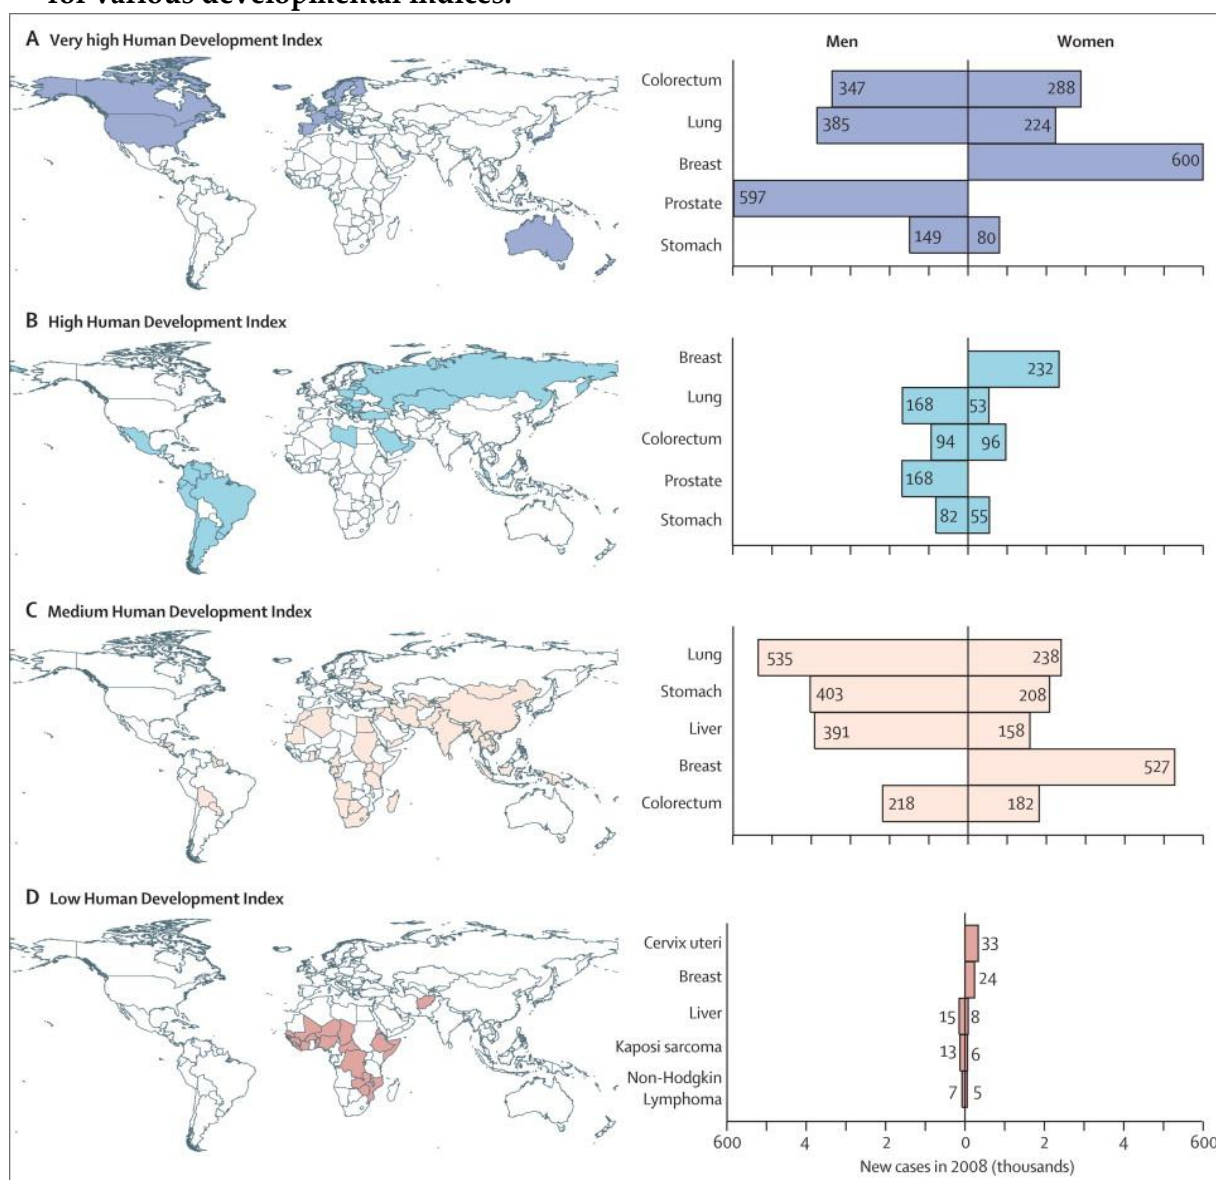 for various developmental indices.
A Very high Human Development Index
Men Women
Colorectum 347 288
Lung 385 224
Breast 600
Prostate 597
Stomach 149 80
B High Human Development Index
Breast 232
Lung 168 53
Colorectum 94 96
Prostate 168
Stomach 82 55
C Medium Human Development Index
Lung 535 238
Stomach 403 208
Liver 391 158
Breast 527
Colorectum 218 182
D Low Human Development Index
Cervix uteri 33
Breast 24
Liver 15 8
Kaposi sarcoma 13 6
Non-Hodgkin
Lymphoma 7 5
600 4 2 0 2 4 600
New cases in 2008 (thousands)